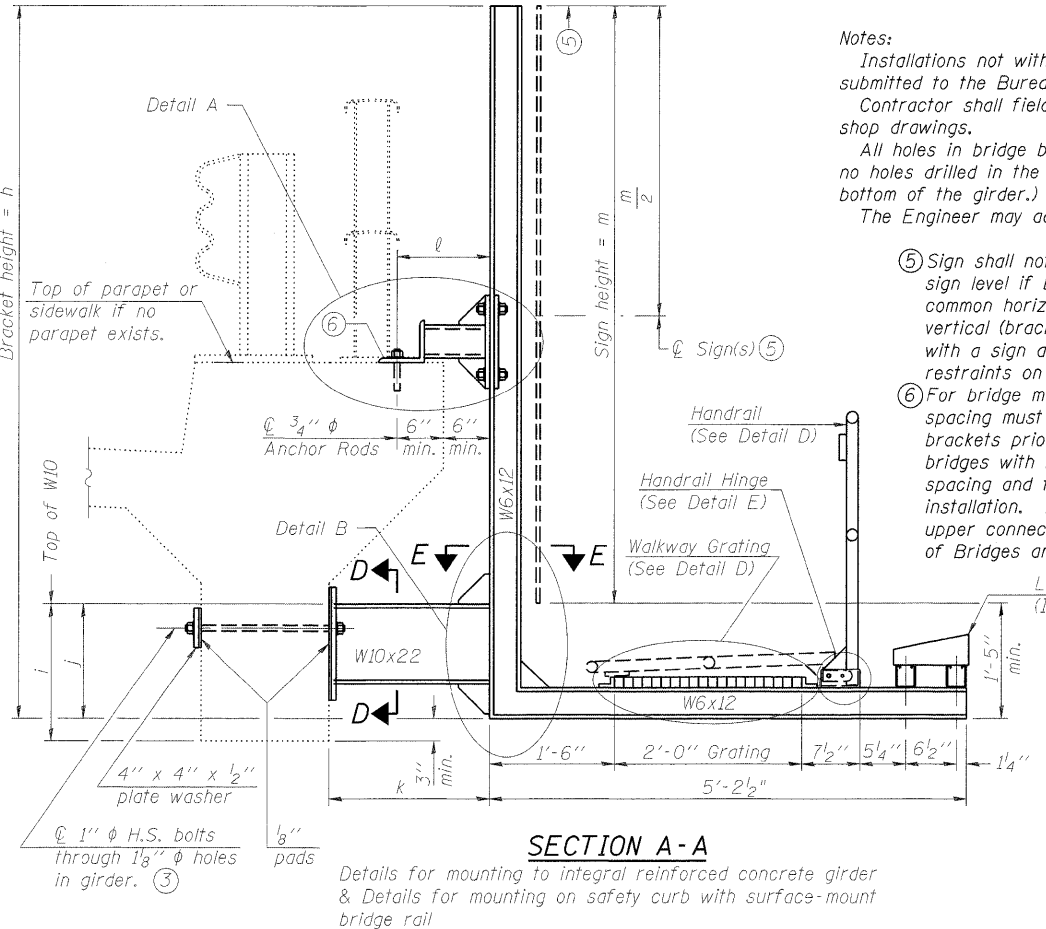 Bracket height = h
Detail A
Top of parapet or
sidewalk if no
parapet exists.
6
ℓ
℄ 3/4'' ϕ
Anchor Rods
6''
min.
6''
min.
5
Sign height = m
m/2
℄ Sign(s) 5
Notes:
Installations not with
submitted to the Burea
Contractor shall field
shop drawings.
All holes in bridge b
no holes drilled in the
bottom of the girder.)
The Engineer may ac
5 Sign shall not
sign level if
common horiz
vertical (brack
with a sign a
restraints on
6 For bridge m
spacing must
brackets prio
bridges with
spacing and f
installation.
upper connec
of Bridges an
Handrail
(See Detail D)
Handrail Hinge
(See Detail E)
Walkway Grating
(See Detail D)
L
(1
W6x12
Detail B
E
E
D
D
Top of W10
i
j
W10x22
W6x12
1'-5''
min.
4'' x 4'' x 1/2''
plate washer
℄ 1'' ϕ H.S. bolts
through 1 1/8'' ϕ holes
in girder. 3
1/8''
pads
k
3''
min.
1'-6''
2'-0'' Grating
7 1/2''
5 1/4''
6 1/2''
1 1/4''
5'-2 1/2''
SECTION A-A
Details for mounting to integral reinforced concrete girder
& Details for mounting on safety curb with surface-mount
bridge rail